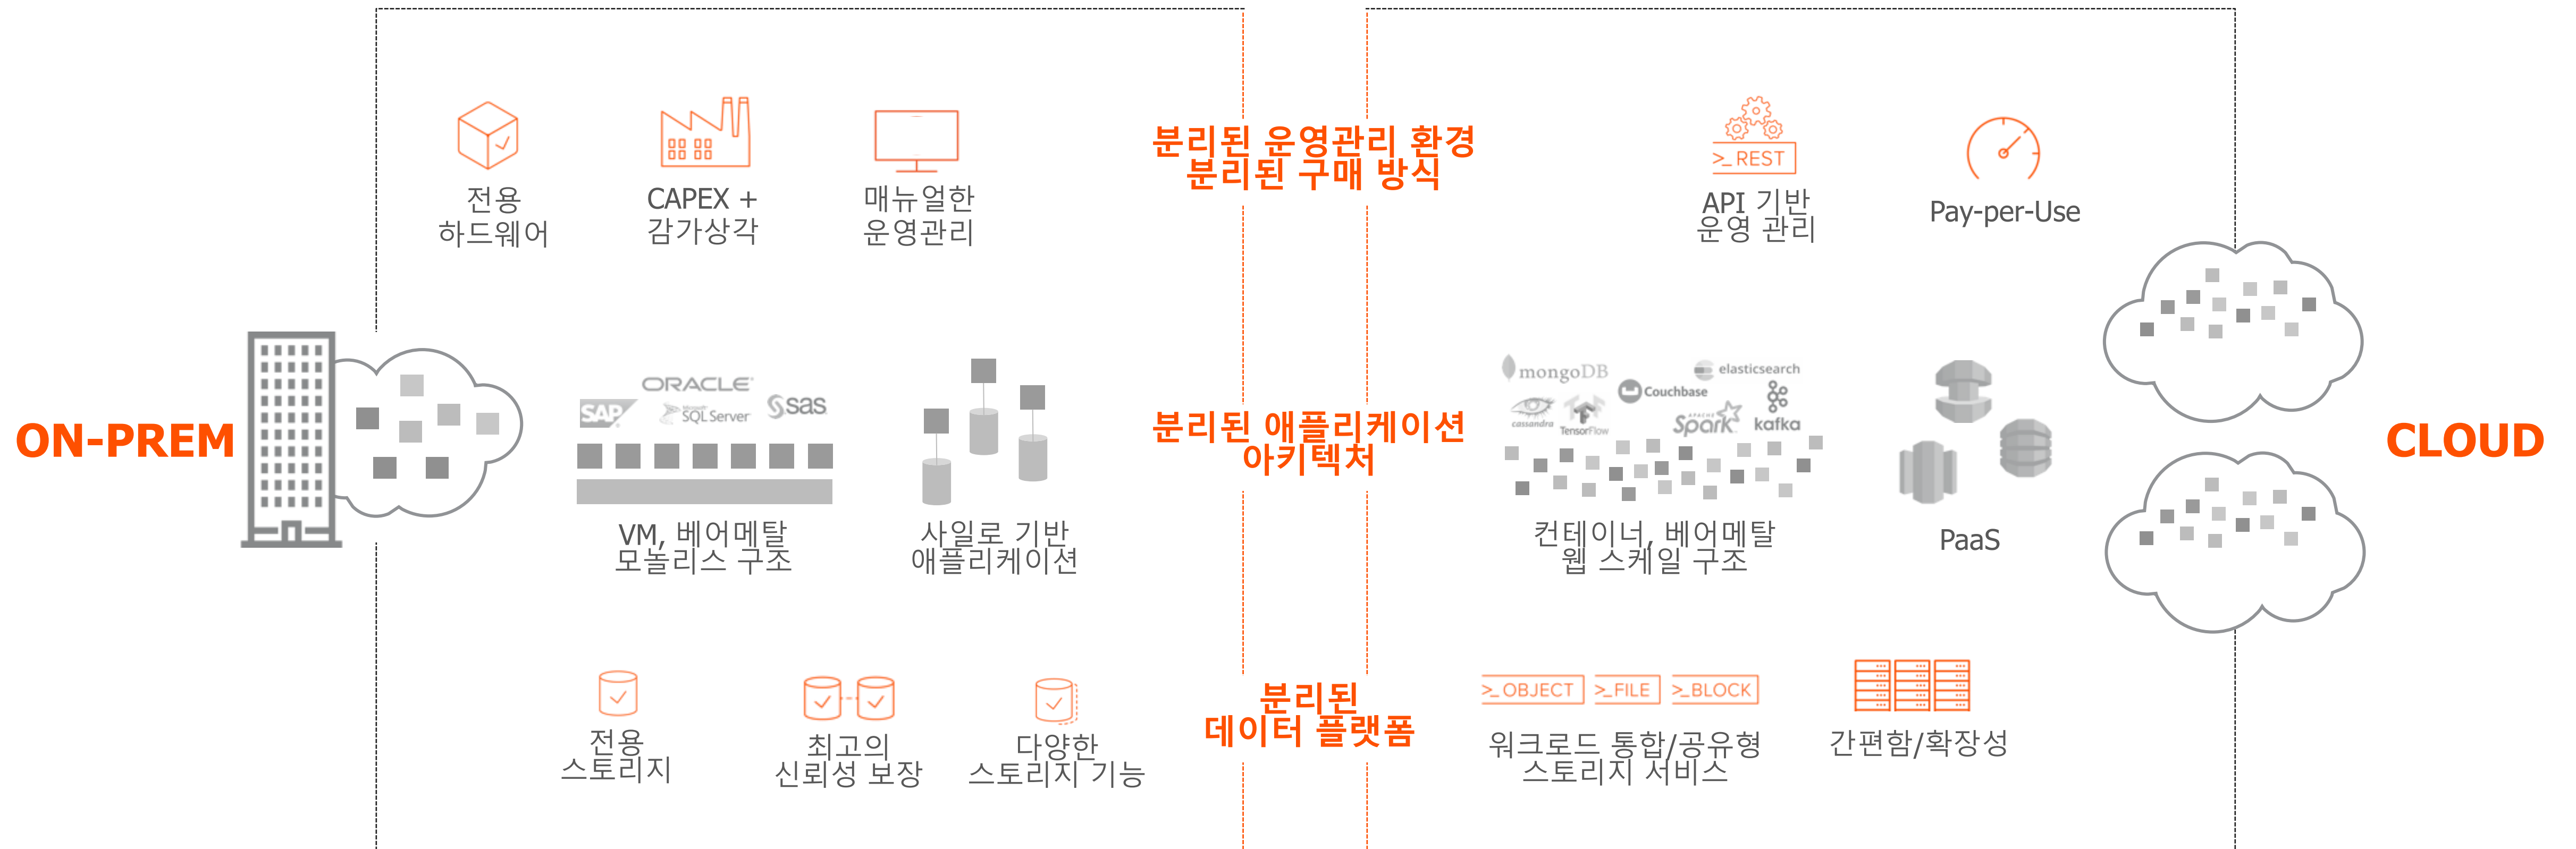 분리된 운영관리 환경
분리된 구매 방식
전용
하드웨어
CAPEX +
감가상각
매뉴얼한
운영관리
>_ REST
API 기반
운영 관리
Pay-per-Use
ON-PREM
ORACLE
SAP
Microsoft
SQL Server
sas
VM, 베어메탈
모놀리스 구조
사일로 기반
애플리케이션
분리된 애플리케이션
아키텍처
mongoDB
elasticsearch
Couchbase
cassandra
TensorFlow
APACHE
Spark
kafka
컨테이너, 베어메탈
웹 스케일 구조
PaaS
CLOUD
전용
스토리지
최고의
신뢰성 보장
다양한
스토리지 기능
분리된
데이터 플랫폼
>_ OBJECT
>_FILE
>_BLOCK
워크로드 통합/공유형
스토리지 서비스
간편함/확장성